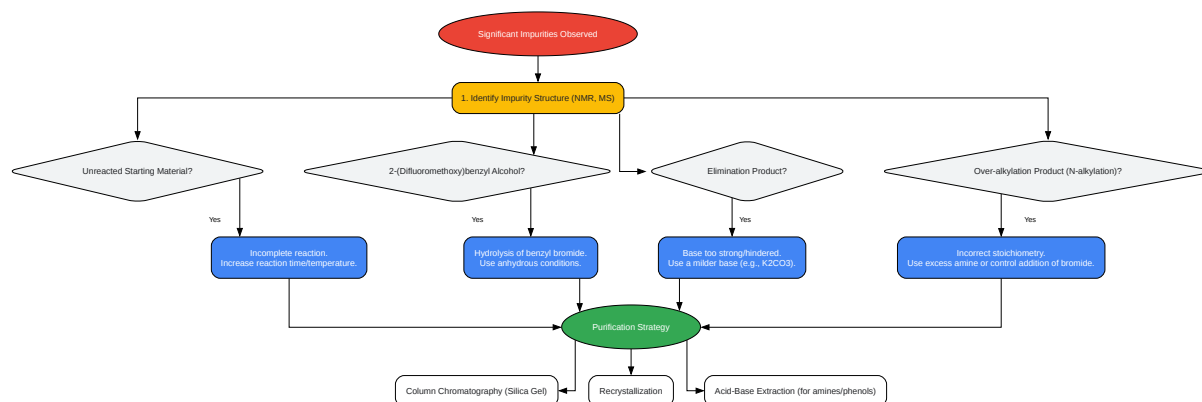 Significant Impurities Observed
1. Identify Impurity Structure (NMR, MS)
Unreacted Starting Material?
2-(Difluoromethoxy)benzyl Alcohol?
Elimination Product?
Over-alkylation Product (N-alkylation)?
Yes
Yes
Yes
Yes
Incomplete reaction.
Increase reaction time/temperature.
Hydrolysis of benzyl bromide.
Use anhydrous conditions.
Base too strong/hindered.
Use a milder base (e.g., K2CO3).
Incorrect stoichiometry.
Use excess amine or control addition of bromide.
Purification Strategy
Column Chromatography (Silica Gel)
Recrystallization
Acid-Base Extraction (for amines/phenols)